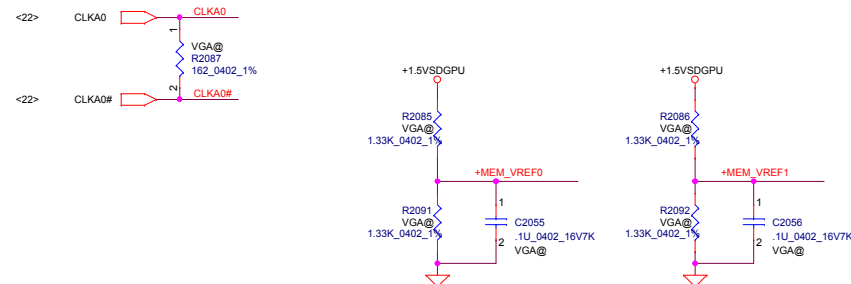 <22> CLKA0 CLKA0
1
VGA@
R2087
162_0402_1%
2
<22> CLKA0# CLKA0#
+1.5VSDGPU
R2085
VGA@
1.33K_0402_1%
+MEM_VREF0
R2091
VGA@
1.33K_0402_1%
1
C2055
.1U_0402_16V7K
2
VGA@
+1.5VSDGPU
R2086
VGA@
1.33K_0402_1%
+MEM_VREF1
R2092
VGA@
1.33K_0402_1%
1
C2056
.1U_0402_16V7K
2
VGA@